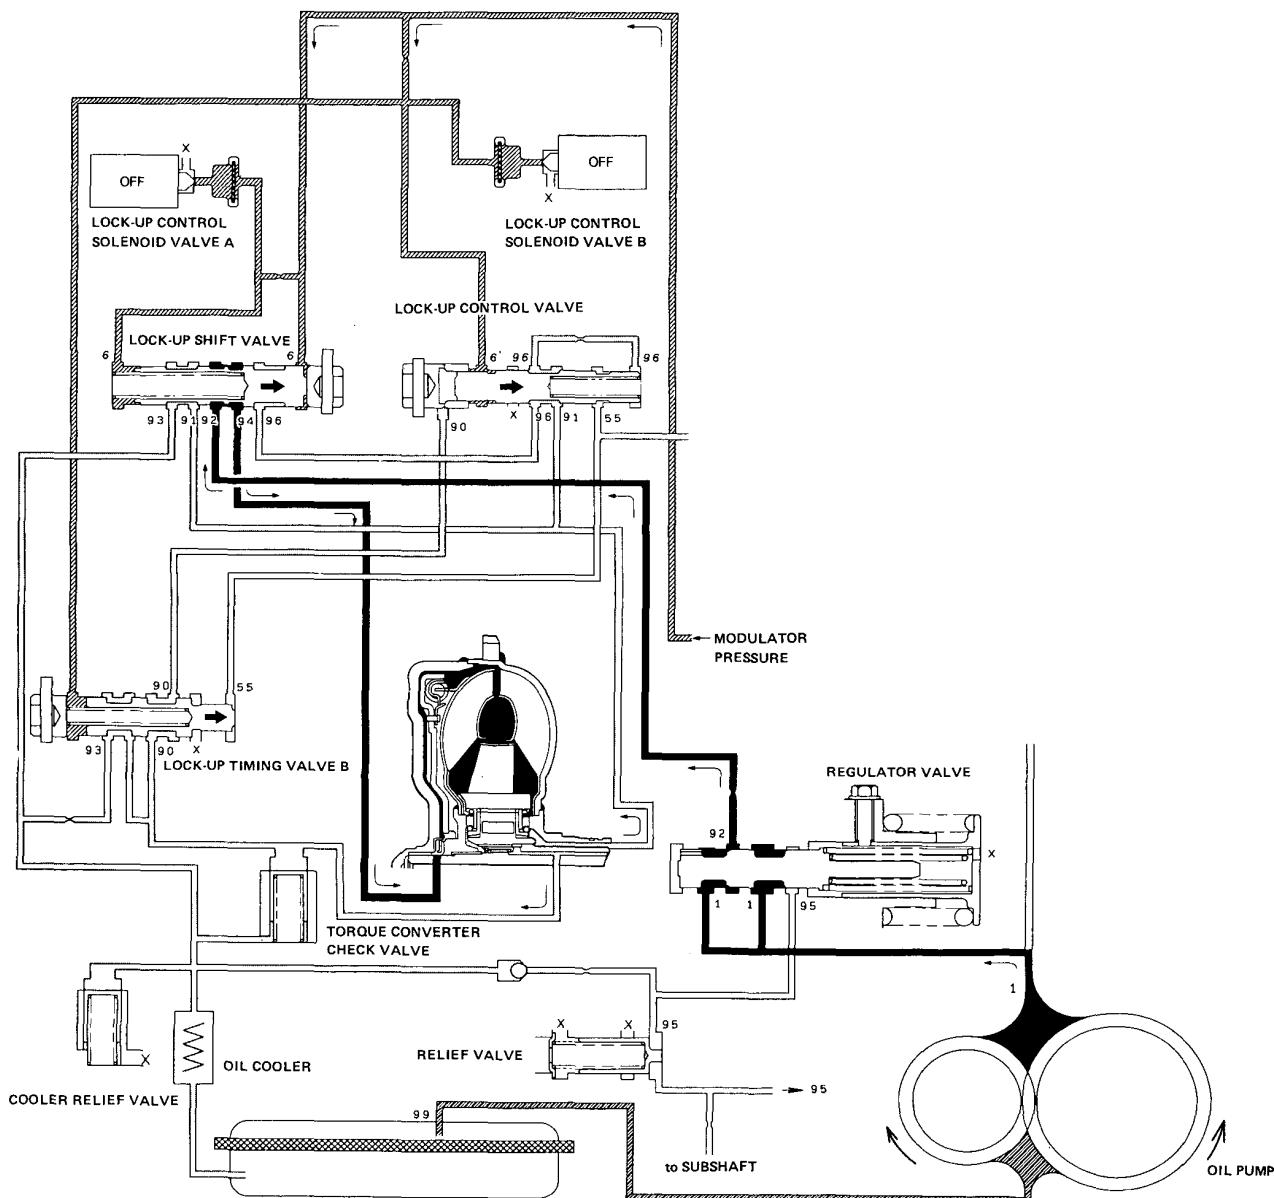 X
OFF
LOCK-UP CONTROL
SOLENOID VALVE A
OFF
X
LOCK-UP CONTROL
SOLENOID VALVE B
LOCK-UP CONTROL VALVE
LOCK-UP SHIFT VALVE
6
6
6'
96
96
93
91
92
94
96
90
X
96
91
55
MODULATOR
PRESSURE
90
55
93
90
X
LOCK-UP TIMING VALVE B
REGULATOR VALVE
92
X
1
1
95
TORQUE CONVERTER
CHECK VALVE
1
X
X
95
RELIEF VALVE
X
OIL COOLER
COOLER RELIEF VALVE
95
99
to SUBSHAFT
OIL PUMP